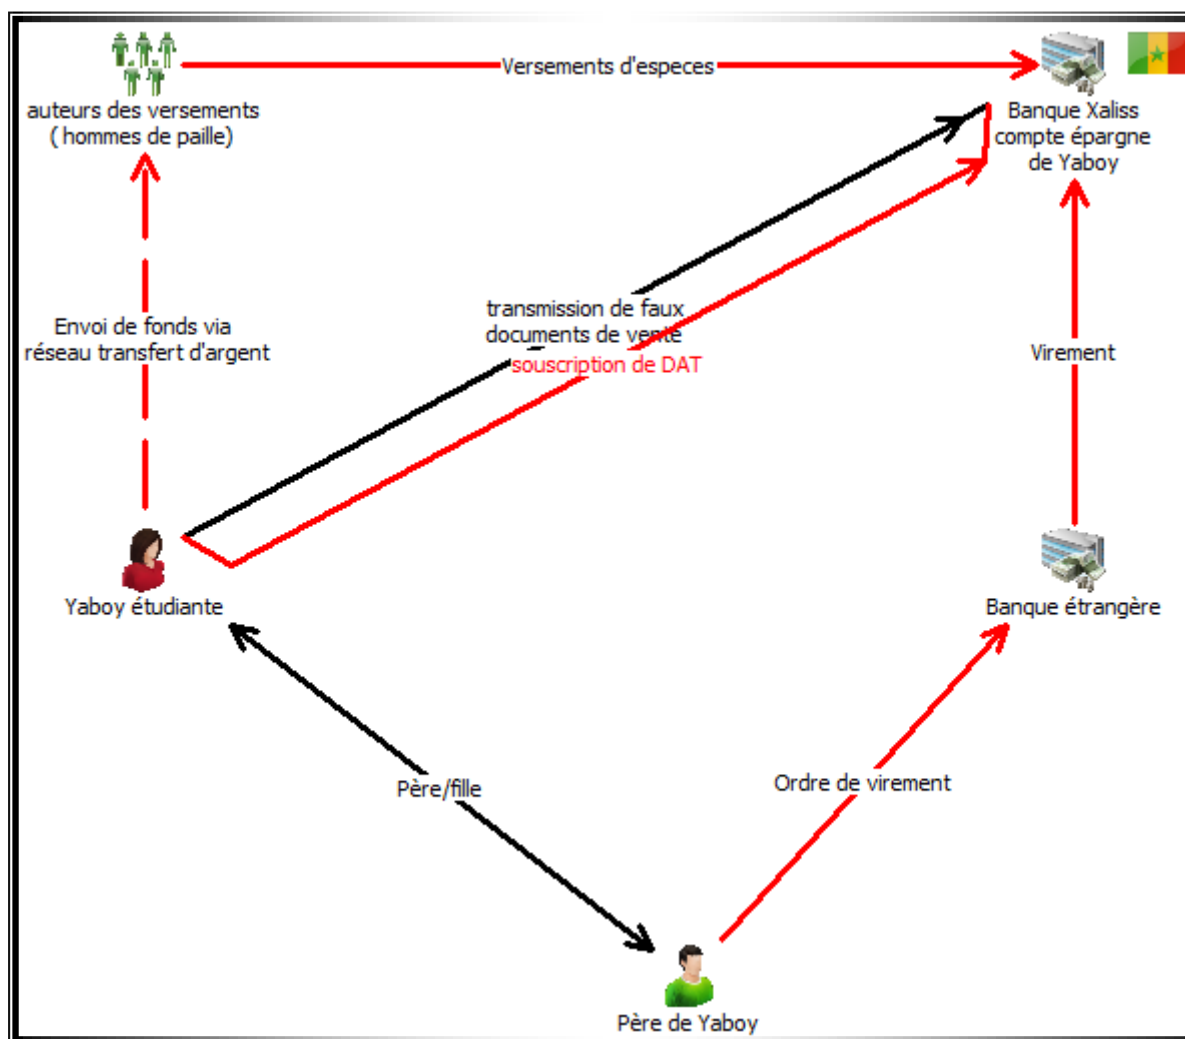 Versements d'especes
auteurs des versements
( hommes de paille)
Banque Xaliss
compte épargne
de Yaboy
Envoi de fonds via
réseau transfert d'argent
transmission de faux
documents de vente
souscription de DAT
Virement
Yaboy étudiante
Banque étrangère
Père/fille
Ordre de virement
Père de Yaboy